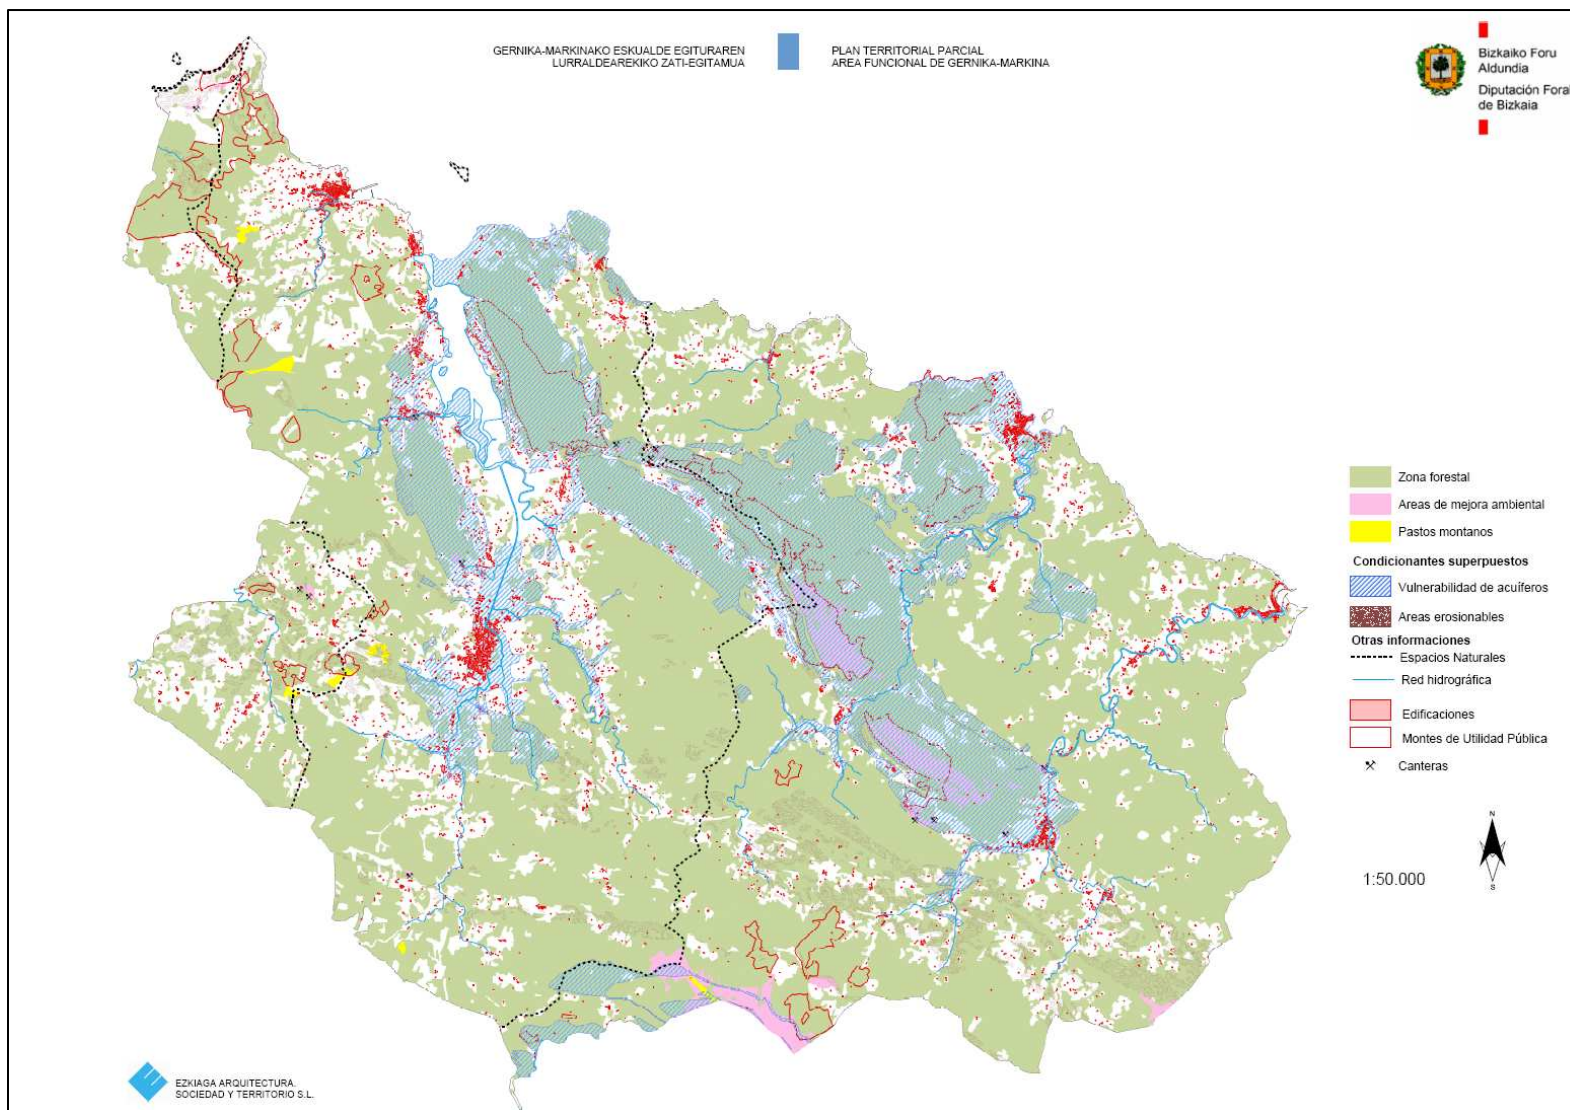 GERNIKA-MARKINAKO ESKUALDE EGITURAREN
LURRALDEAREKIKO ZATI-EGITAMUA
PLAN TERRITORIAL PARCIAL
AREA FUNCIONAL DE GERNIKA-MARKINA
Bizkaiko Foru
Aldundia
Diputación Foral
de Bizkaia
Zona forestal
Areas de mejora ambiental
Pastos montanos
Condicionantes superpuestos
Vulnerabilidad de acuíferos
Areas erosionables
Otras informaciones
Espacios Naturales
Red hidrográfica
Edificaciones
Montes de Utilidad Pública
Canteras
N
1:50.000
S
EZKIAGA ARQUITECTURA.
SOCIEDAD Y TERRITORIO S.L.